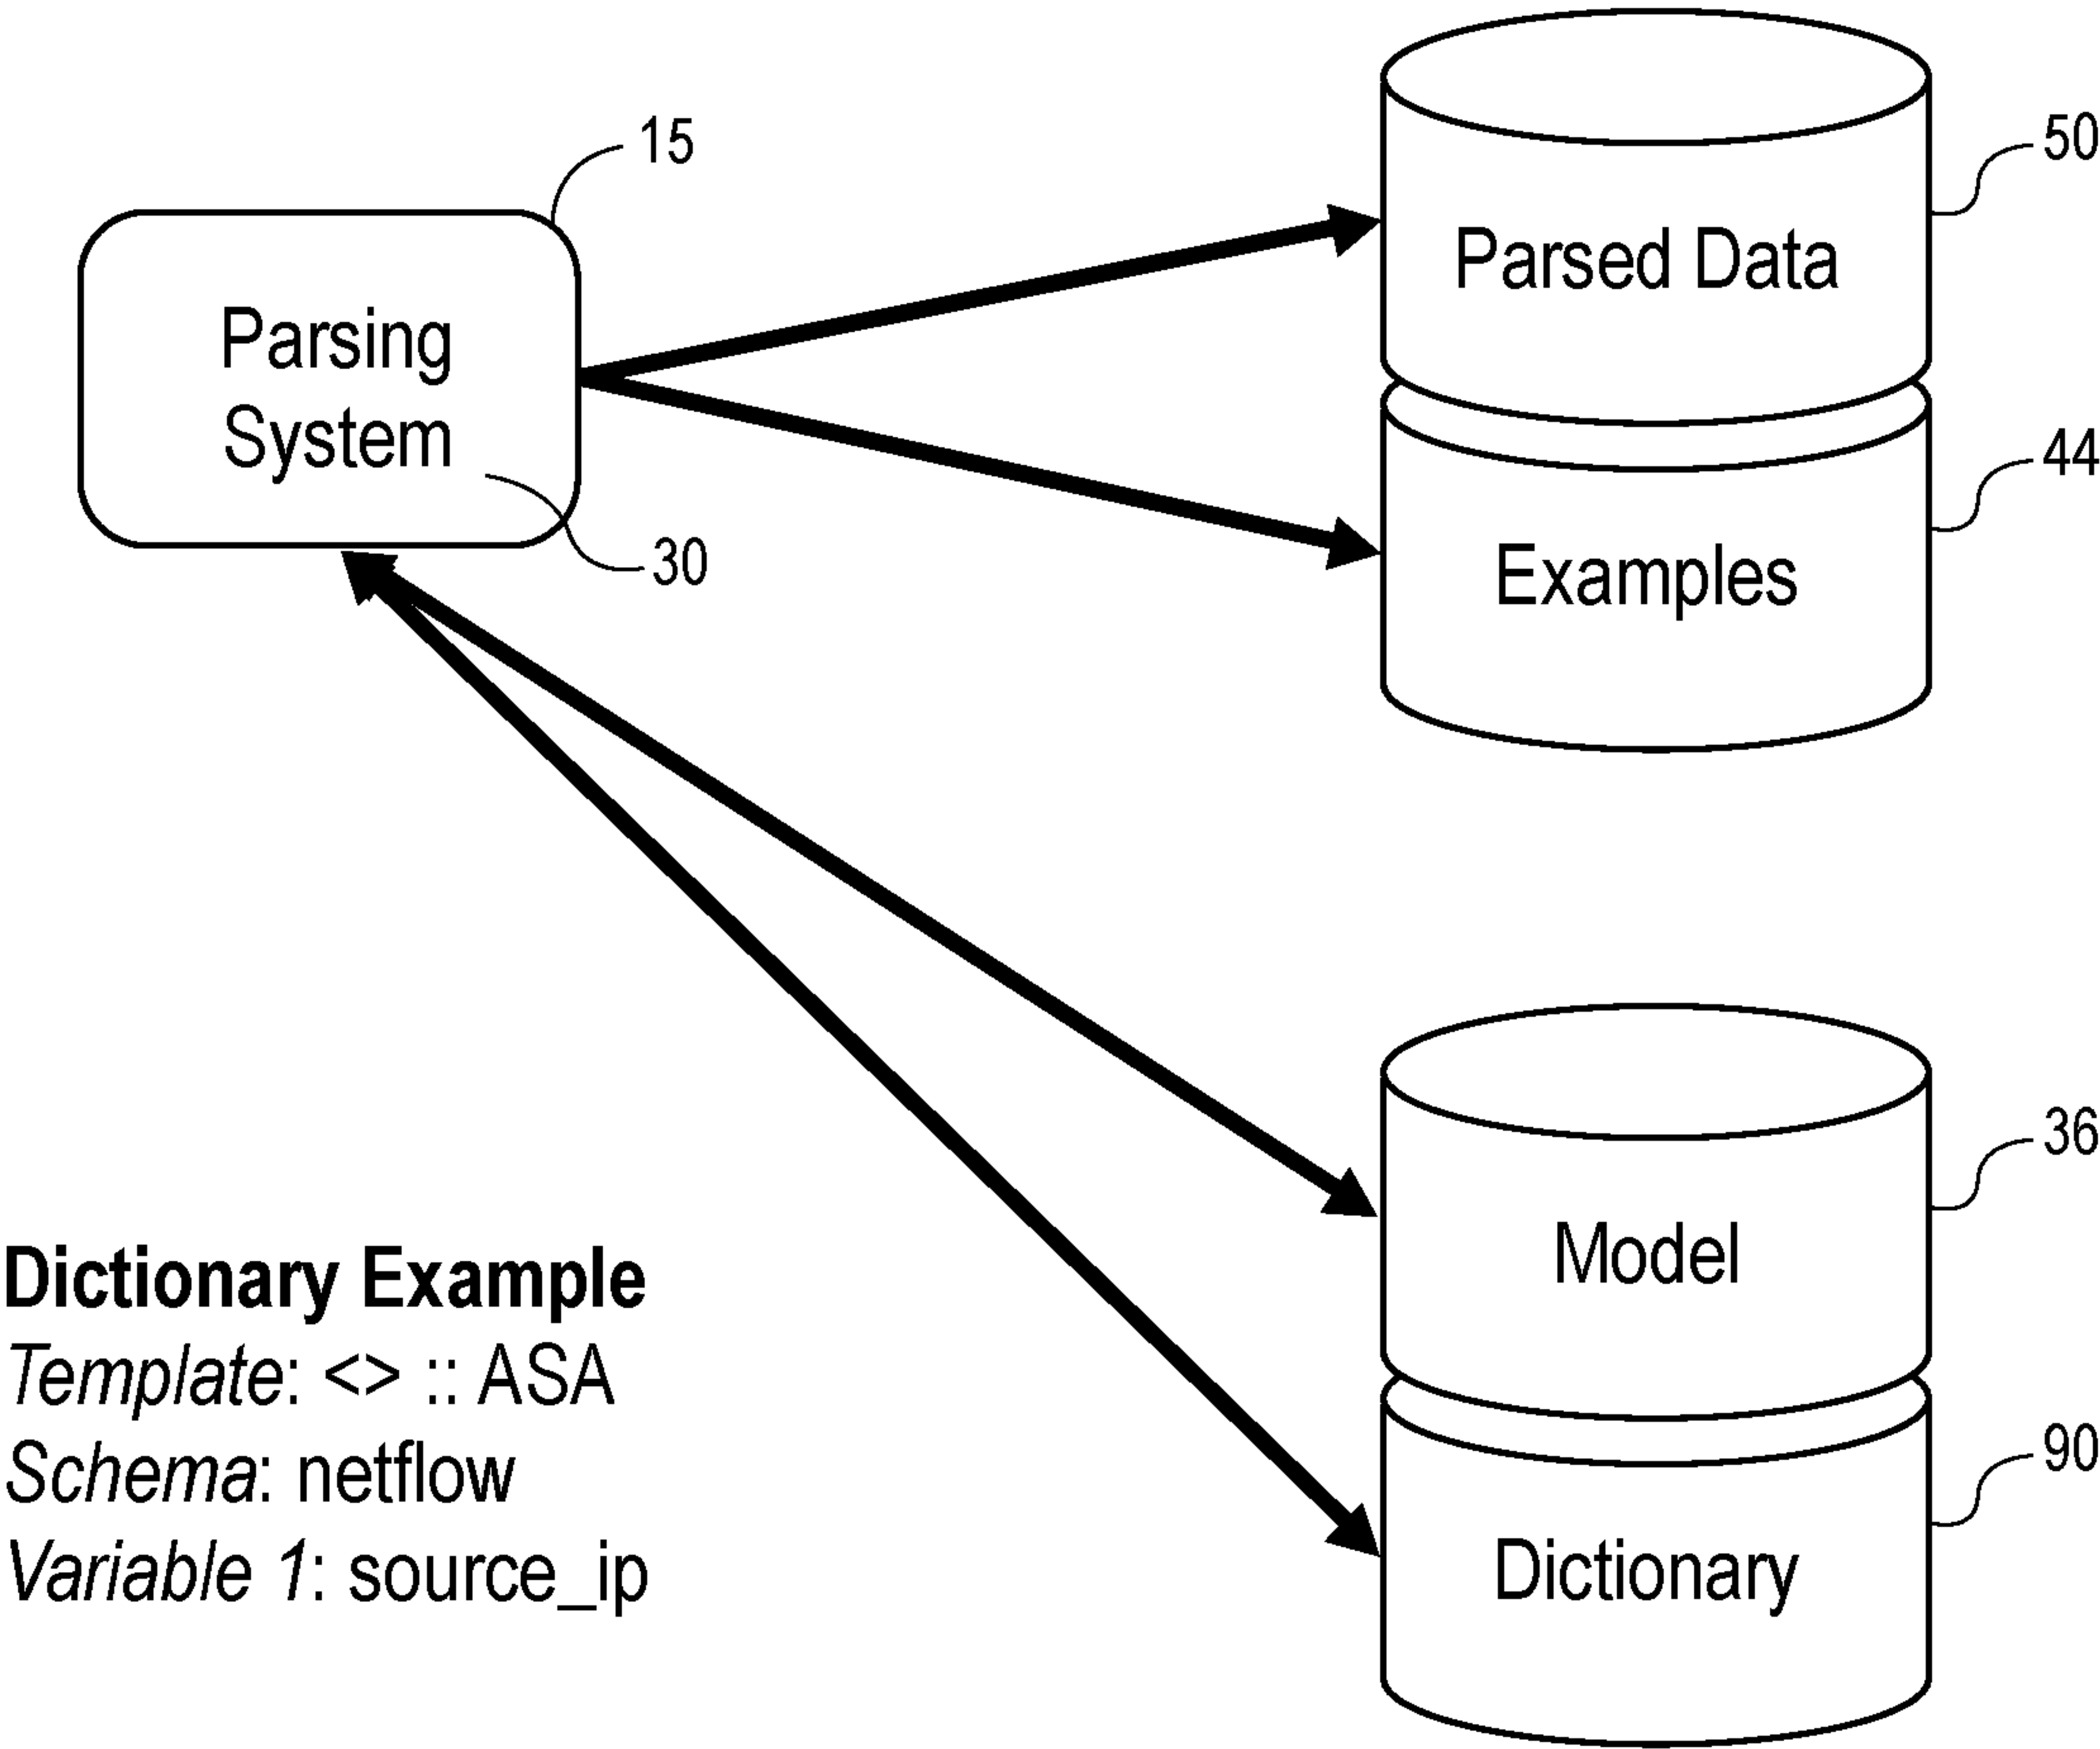 15
50
Parsed Data
Parsing
System
44
30
Examples
36
Model
Dictionary Example
Template: <> :: ASA
Schema: netflow
90
Variable 1: source_ip
Dictionary